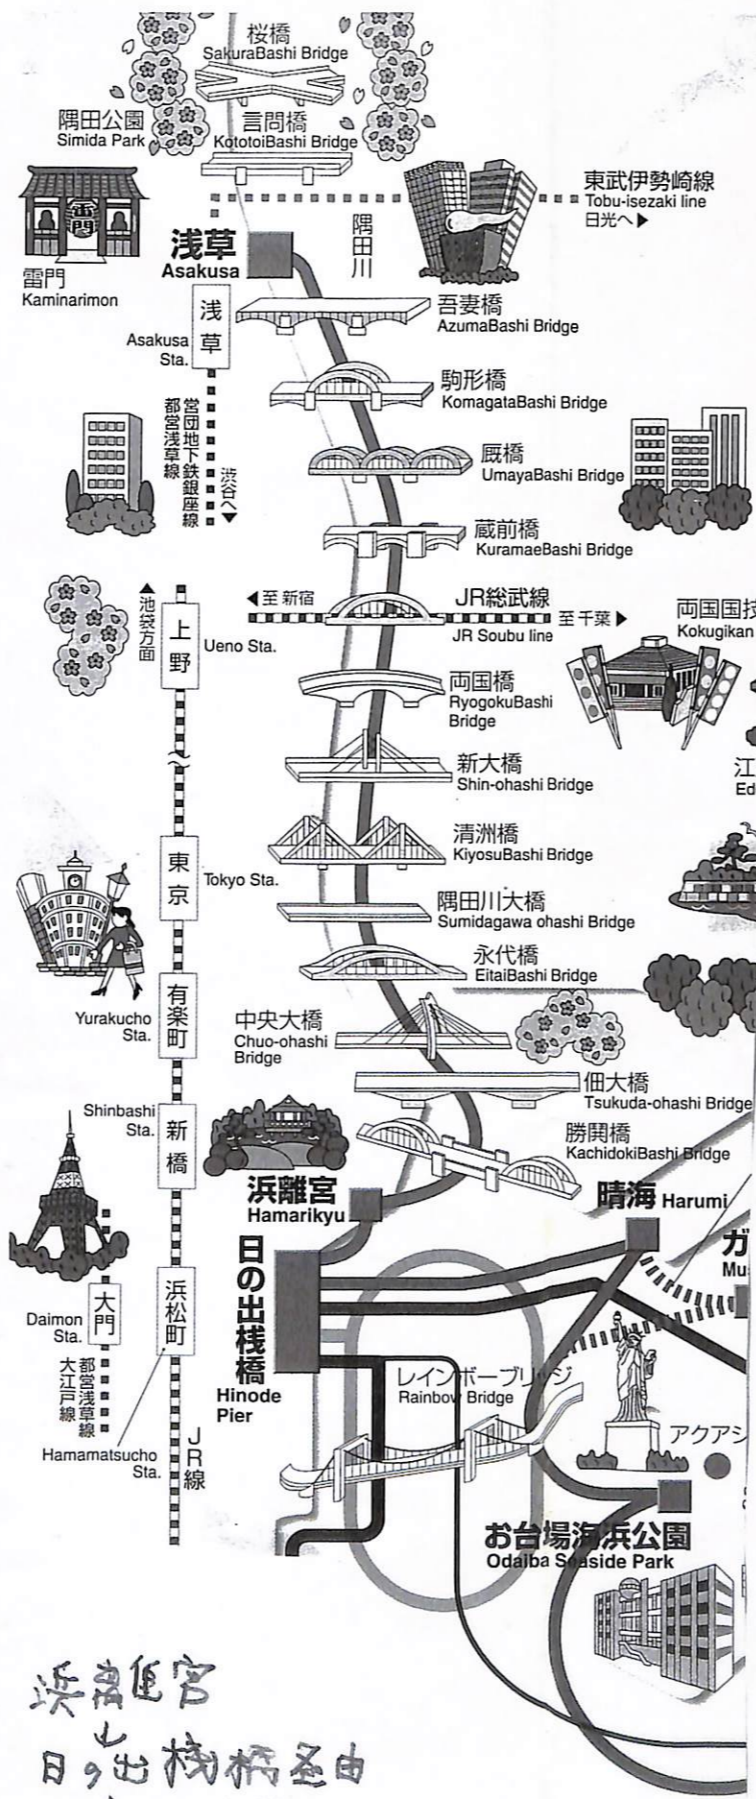 桜橋
SakuraBashi Bridge
隅田公園
Simida Park
言問橋
KototoiBashi Bridge
東武伊勢崎線
Tobu-isezaki line
日光へ▶
雷門
雷門
Kaminarimon
浅草
Asakusa
隅田川
浅草
Asakusa
Sta.
吾妻橋
AzumaBashi Bridge
駒形橋
KomagataBashi Bridge
営団地下鉄銀座線
都営浅草線
渋谷へ▼
厩橋
UmayaBashi Bridge
蔵前橋
KuramaeBashi Bridge
▲池袋方面
上野
Ueno Sta.
◀至 新宿
JR総武線
JR Soubu line
至 千葉▶
両国国技
Kokugikan
両国橋
RyogokuBashi
Bridge
新大橋
Shin-ohashi Bridge
江
Ed
東京
Tokyo Sta.
清洲橋
KiyosuBashi Bridge
隅田川大橋
Sumidagawa ohashi Bridge
永代橋
EitaiBashi Bridge
有楽町
Yurakucho
Sta.
中央大橋
Chuo-ohashi
Bridge
佃大橋
Tsukuda-ohashi Bridge
Shinbashi
Sta.
新橋
勝鬨橋
KachidokiBashi Bridge
浜離宮
Hamarikyu
晴海 Harumi
ガ
Mu
日の出桟橋
Hinode
Pier
大門
Daimon
Sta.
都営浅草線
大江戸線
浜松町
Hamamatsucho
Sta.
JR線
レインボーブリッジ
Rainbow Bridge
アクアシ
お台場海浜公園
Odaiba Seaside Park
浜離宮
↓
日の出桟橋経由